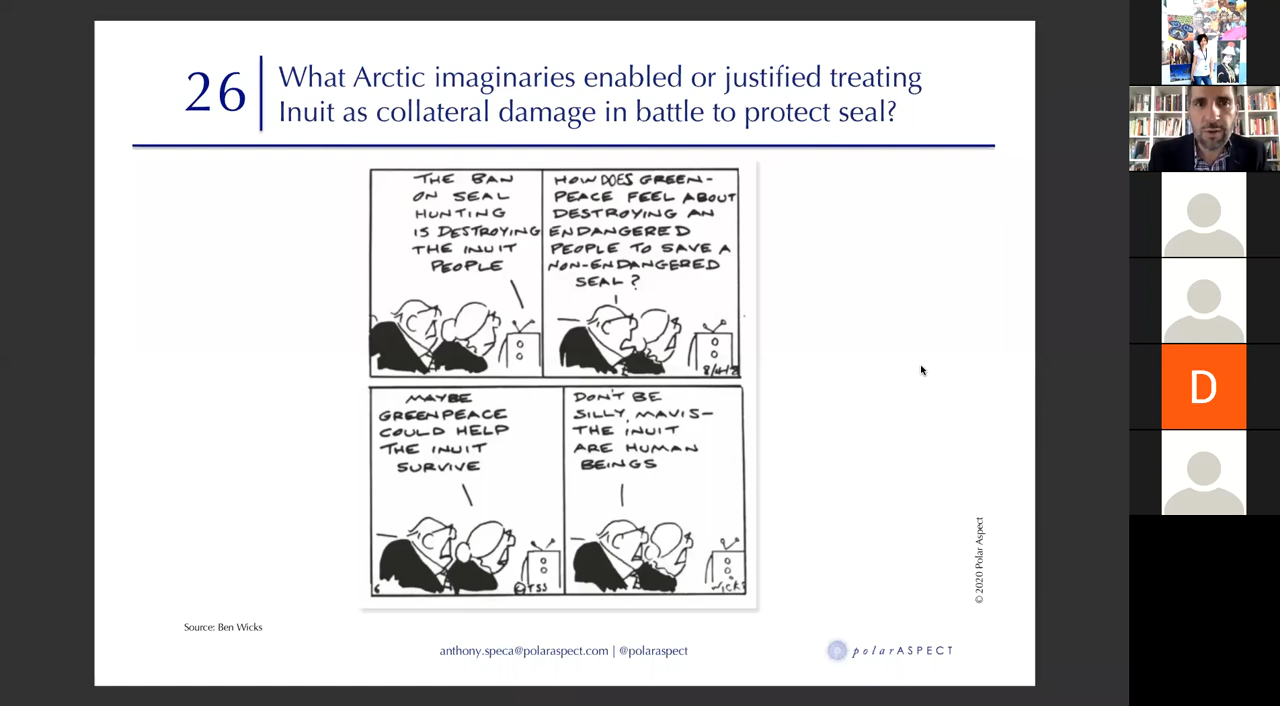 26
What Arctic imaginaries enabled or justified treating
Inuit as collateral damage in battle to protect seal?
THE BAN
ON SEAL
HUNTING
IS DESTROYING
THE INUIT
PEOPLE
HOW DOES GREEN-
PEACE FEEL ABOUT
DESTROYING AN
ENDANGERED
PEOPLE TO SAVE A
NON-ENDANGERED
SEAL?
MAYBE
GREENPEACE
COULD HELP
THE INUIT
SURVIVE
©TSS
DON'T BE
SILLY, MAVIS-
THE INUIT
ARE HUMAN
BEINGS
© 2020 Polar Aspect
Source: Ben Wicks
anthony.speca@polaraspect.com | @polaraspect
polarASPECT
D